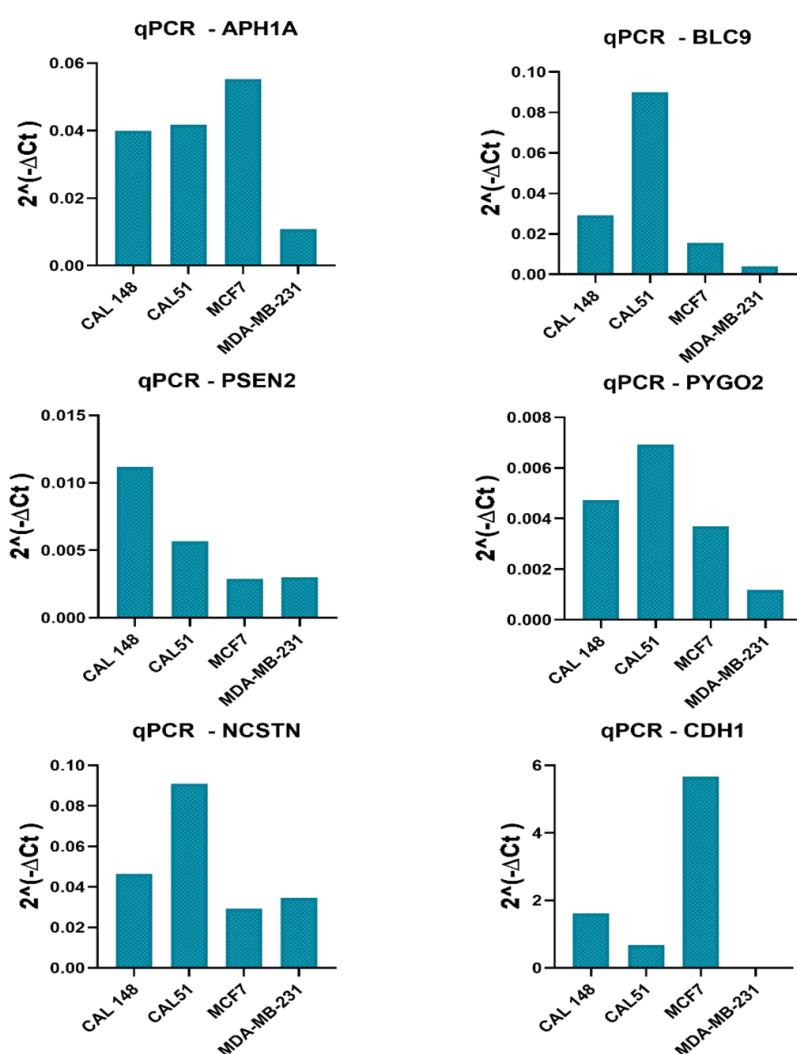 qPCR - APH1A
2^(-ΔCt )
0.06
0.04
0.02
0.00
CAL 148
CAL51
MCF7
MDA-MB-231
qPCR - BLC9
2^(-ΔCt )
0.10
0.08
0.06
0.04
0.02
0.00
CAL 148
CAL51
MCF7
MDA-MB-231
qPCR - PSEN2
2^(-ΔCt )
0.015
0.010
0.005
0.000
CAL 148
CAL51
MCF7
MDA-MB-231
qPCR - PYGO2
2^(-ΔCt )
0.008
0.006
0.004
0.002
0.000
CAL 148
CAL51
MCF7
MDA-MB-231
qPCR - NCSTN
2^(-ΔCt )
0.10
0.08
0.06
0.04
0.02
0.00
CAL 148
CAL51
MCF7
MDA-MB-231
qPCR - CDH1
2^(-ΔCt )
6
4
2
0
CAL 148
CAL51
MCF7
MDA-MB-231